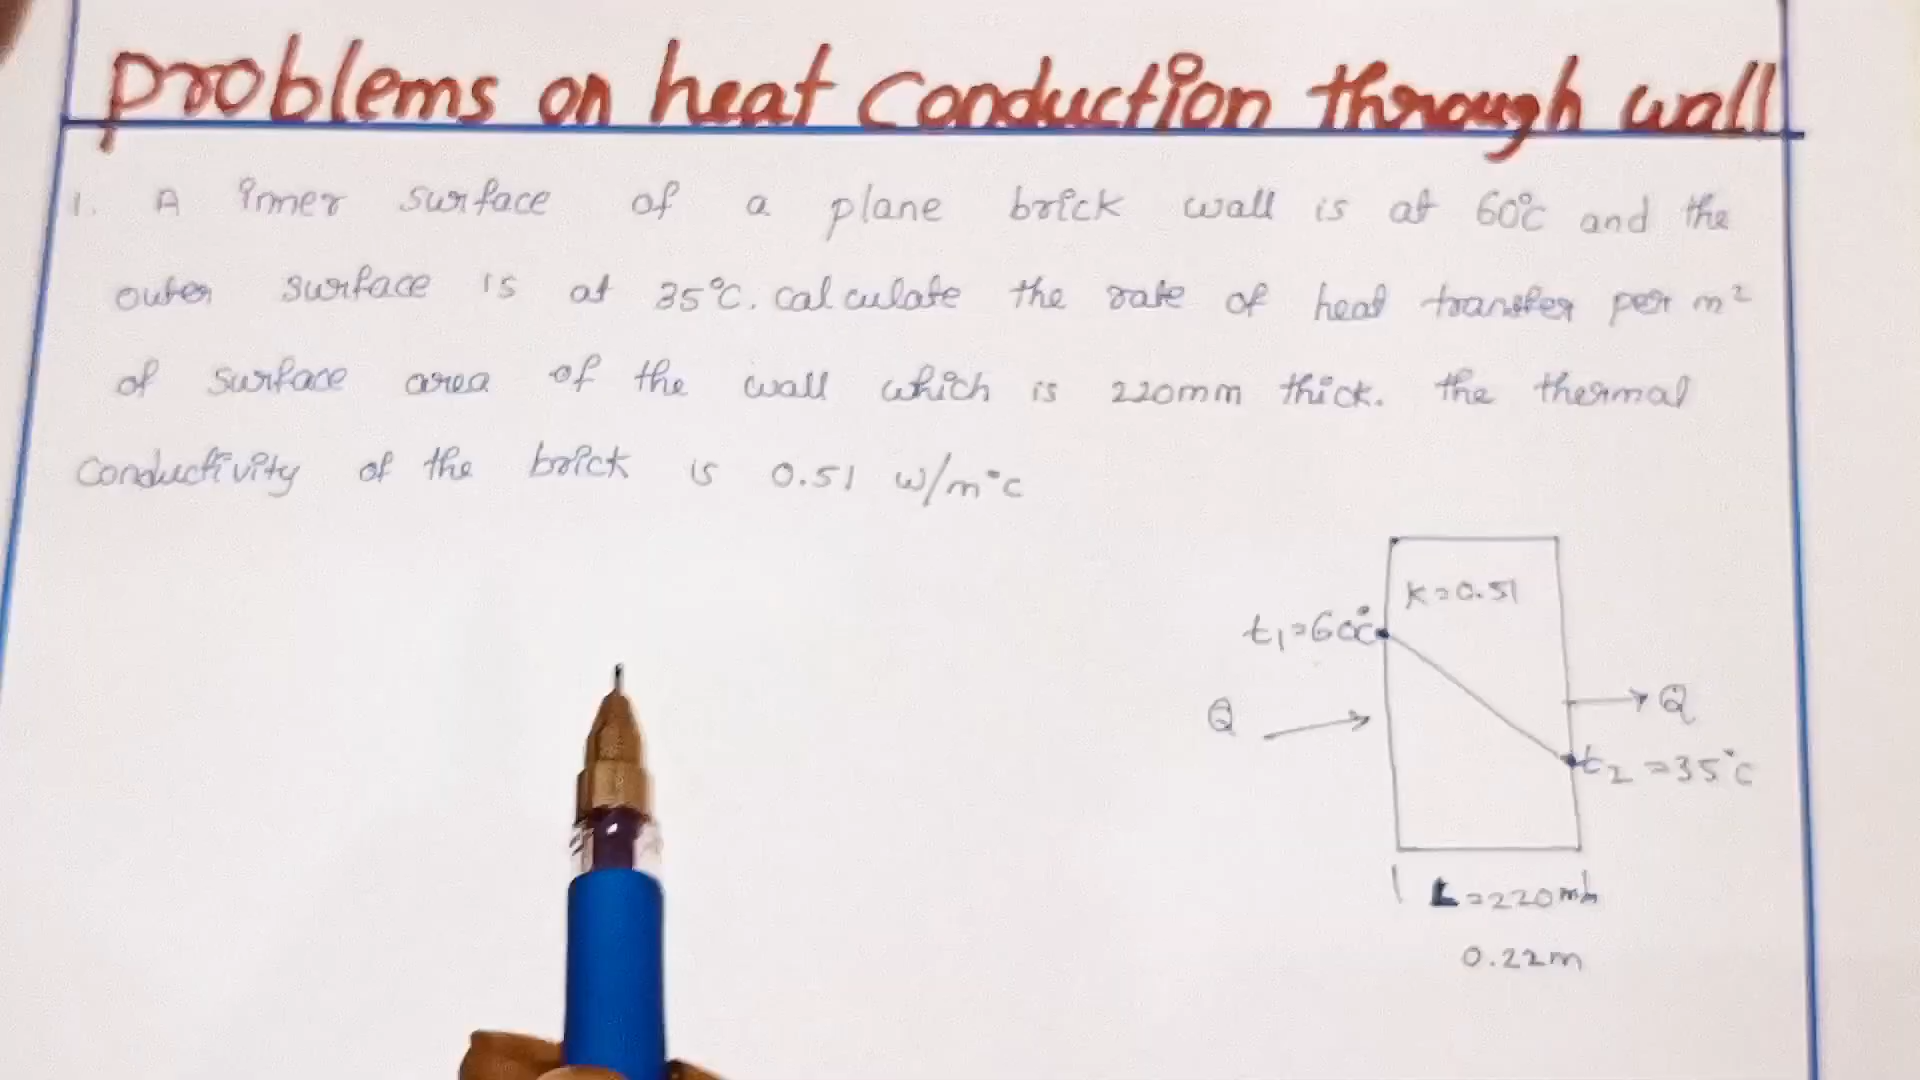 problems on heat conduction through wall
1. A inner surface of a plane brick wall is at 60°c and the
outer surface is at 35°C. calculate the rate of heat transfer per m²
of surface area of the wall which is 220mm thick. the thermal
conductivity of the brick is 0.51 w/m°c
K=0.51
t₁=60°c
Q
Q
t₂=35°c
L=220mm
0.22m